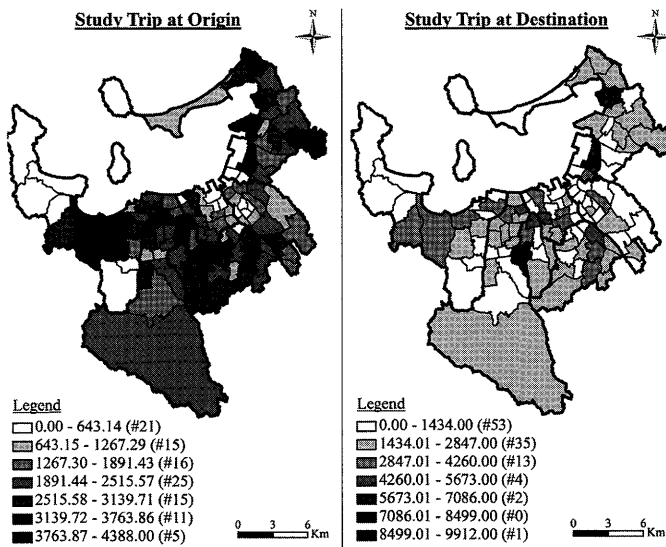 Study Trip at Origin
N
Legend
0.00 - 643.14 (#21)
643.15 - 1267.29 (#15)
1267.30 - 1891.43 (#16)
1891.44 - 2515.57 (#25)
2515.58 - 3139.71 (#15)
3139.72 - 3763.86 (#11)
3763.87 - 4388.00 (#5)
0 3 6
Km
Study Trip at Destination
N
Legend
0.00 - 1434.00 (#53)
1434.01 - 2847.00 (#35)
2847.01 - 4260.00 (#13)
4260.01 - 5673.00 (#4)
5673.01 - 7086.00 (#2)
7086.01 - 8499.00 (#0)
8499.01 - 9912.00 (#1)
0 3 6
Km